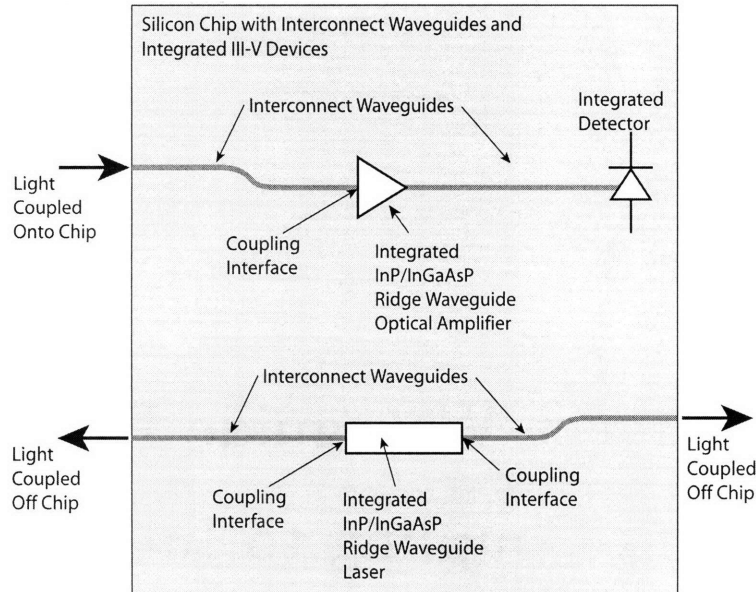 Silicon Chip with Interconnect Waveguides and
Integrated III-V Devices
Interconnect Waveguides
Integrated
Detector
Light
Coupled
Onto Chip
Coupling
Interface
Integrated
InP/InGaAsP
Ridge Waveguide
Optical Amplifier
Interconnect Waveguides
Light
Coupled
Off Chip
Coupling
Interface
Integrated
InP/InGaAsP
Ridge Waveguide
Laser
Coupling
Interface
Light
Coupled
Off Chip